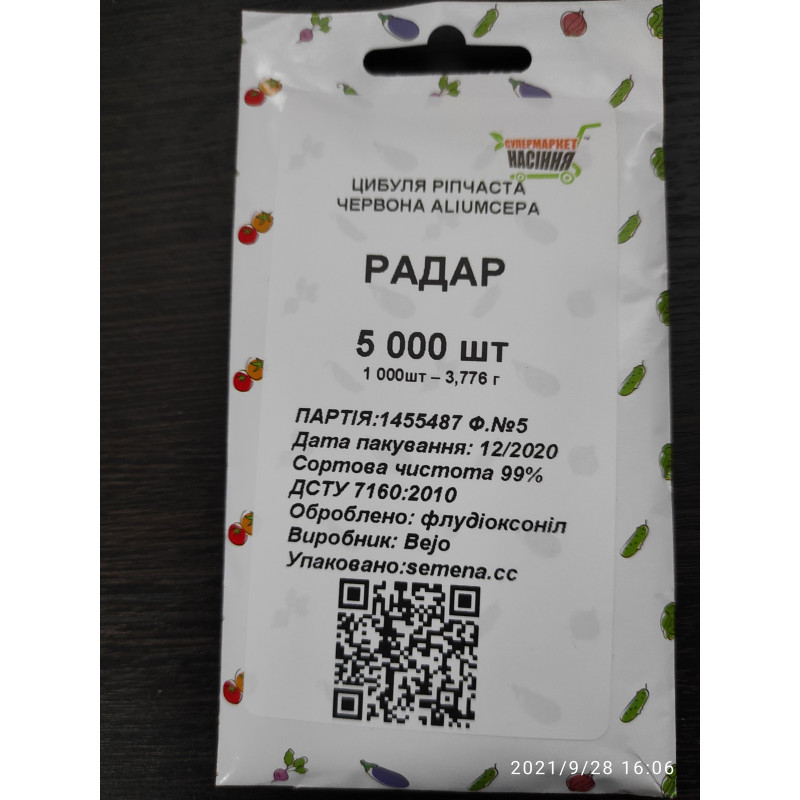 СУПЕРМАРКЕТ
НАСІННЯ
ЦИБУЛЯ РІПЧАСТА
ЧЕРВОНА ALIUMCEPA
РАДАР
5 000 шт
1 000шт – 3,776 г
ПАРТІЯ:1455487 Ф.№5
Дата пакування: 12/2020
Сортова чистота 99%
ДСТУ 7160:2010
Оброблено: флудіоксоніл
Виробник: Bejo
Упаковано:semena.cc
2021/9/28 16:06